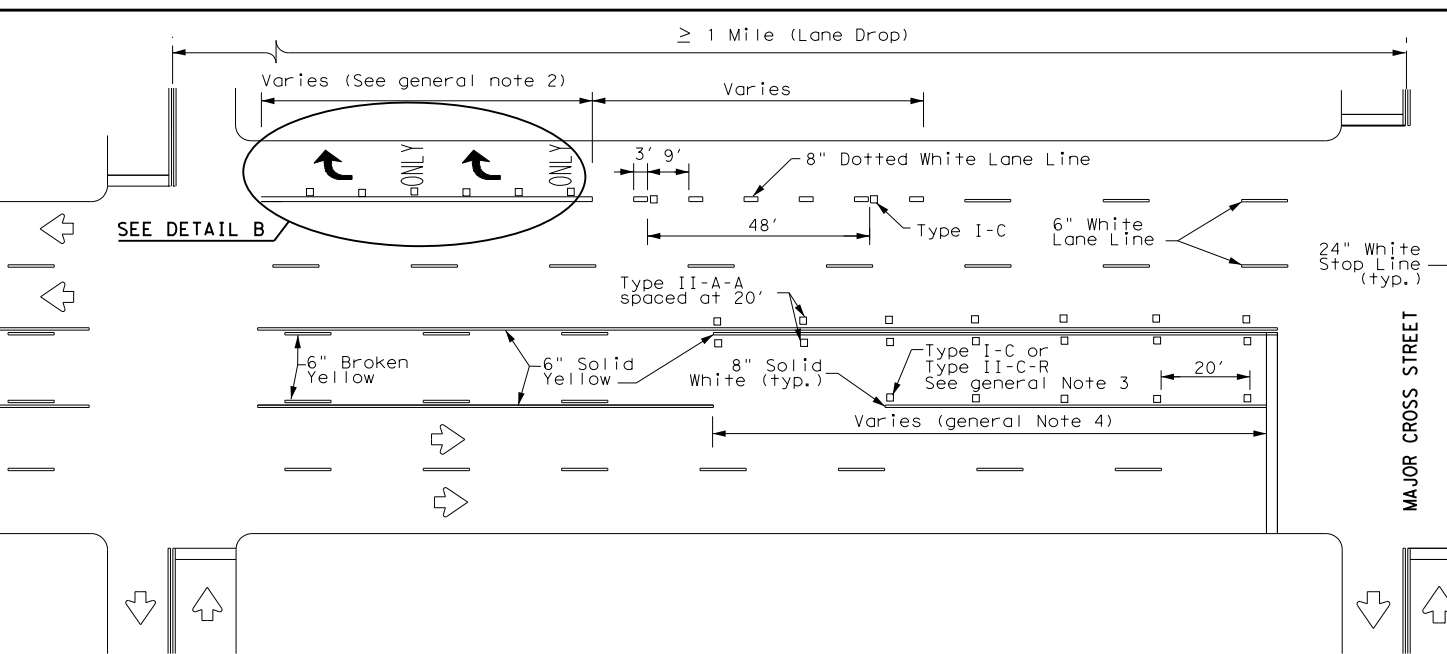 ≥ 1 Mile (Lane Drop)
Varies (See general note 2)
Varies
ONLY
ONLY
3' 9'
8" Dotted White Lane Line
SEE DETAIL B
48'
Type I-C
6" White
Lane Line
24" White
Stop Line
(typ.)
Type II-A-A
spaced at 20'
6" Broken
Yellow
6" Solid
Yellow
8" Solid
White (typ.)
Type I-C or
Type II-C-R
See general Note 3
20'
Varies (general Note 4)
MAJOR CROSS STREET